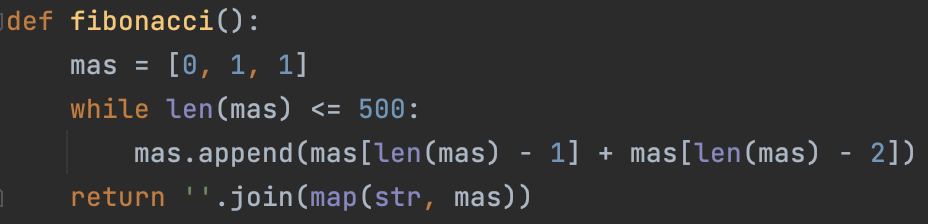 def fibonacci():
    mas = [0, 1, 1]
    while len(mas) <= 500:
        mas.append(mas[len(mas) - 1] + mas[len(mas) - 2])
    return ''.join(map(str, mas))